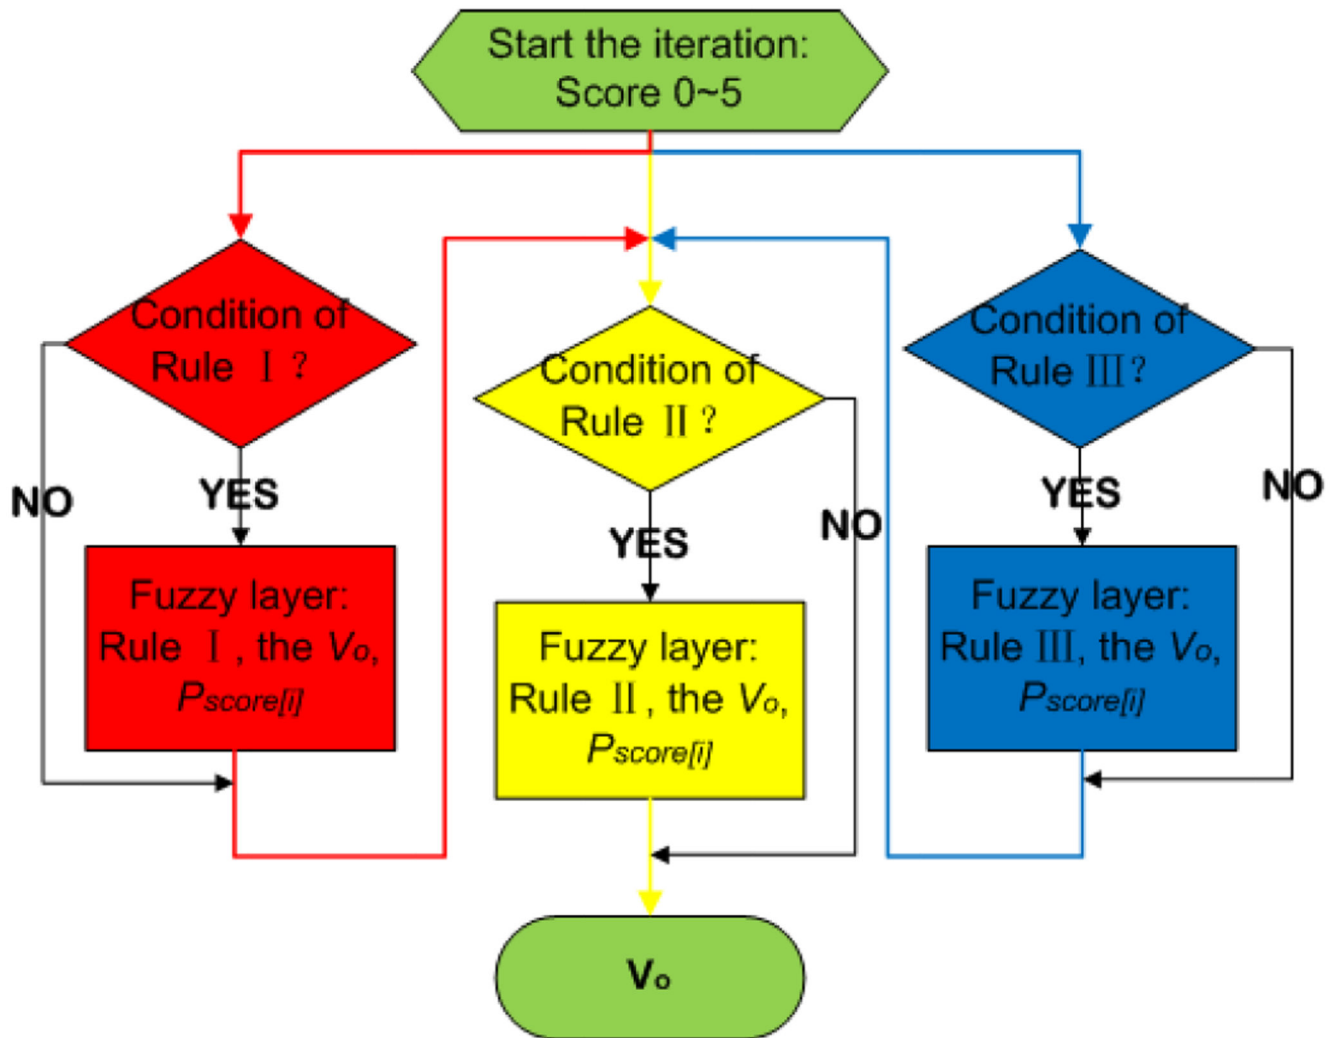 Start the iteration:
Score 0~5
Condition of
Rule Ⅰ ?
NO
YES
Fuzzy layer:
Rule Ⅰ, the Vo,
Pscore[i]
Condition of
Rule Ⅱ ?
YES
NO
Fuzzy layer:
Rule Ⅱ, the Vo,
Pscore[i]
Condition of
Rule Ⅲ?
YES
NO
Fuzzy layer:
Rule Ⅲ, the Vo,
Pscore[i]
Vo